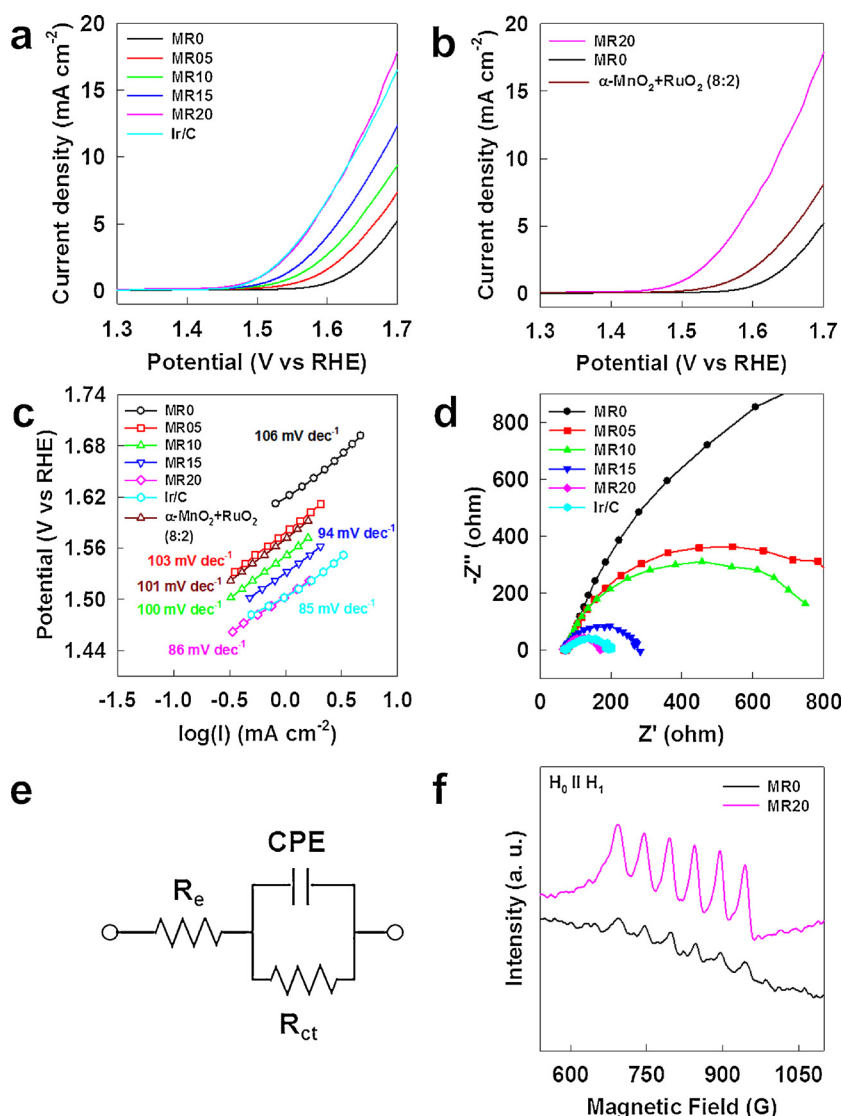 a
20
15
10
5
0
1.3 1.4 1.5 1.6 1.7
Current density (mA cm⁻²)
Potential (V vs RHE)
MR0
MR05
MR10
MR15
MR20
Ir/C
b
20
15
10
5
0
1.3 1.4 1.5 1.6 1.7
Current density (mA cm⁻²)
Potential (V vs RHE)
MR20
MR0
α-MnO₂+RuO₂ (8:2)
c
1.74
1.68
1.62
1.56
1.50
1.44
-1.5 -1.0 -0.5 0.0 0.5 1.0
Potential (V vs RHE)
log(I) (mA cm⁻²)
MR0
MR05
MR10
MR15
MR20
Ir/C
α-MnO₂+RuO₂
(8:2)
106 mV dec⁻¹
94 mV dec⁻¹
103 mV dec⁻¹
101 mV dec⁻¹
100 mV dec⁻¹
85 mV dec⁻¹
86 mV dec⁻¹
d
800
600
400
200
0
0 200 400 600 800
-Z'' (ohm)
Z' (ohm)
MR0
MR05
MR10
MR15
MR20
Ir/C
e
CPE
Rₑ
R_ct
f
H₀ II H₁
MR0
MR20
Intensity (a. u.)
600 750 900 1050
Magnetic Field (G)